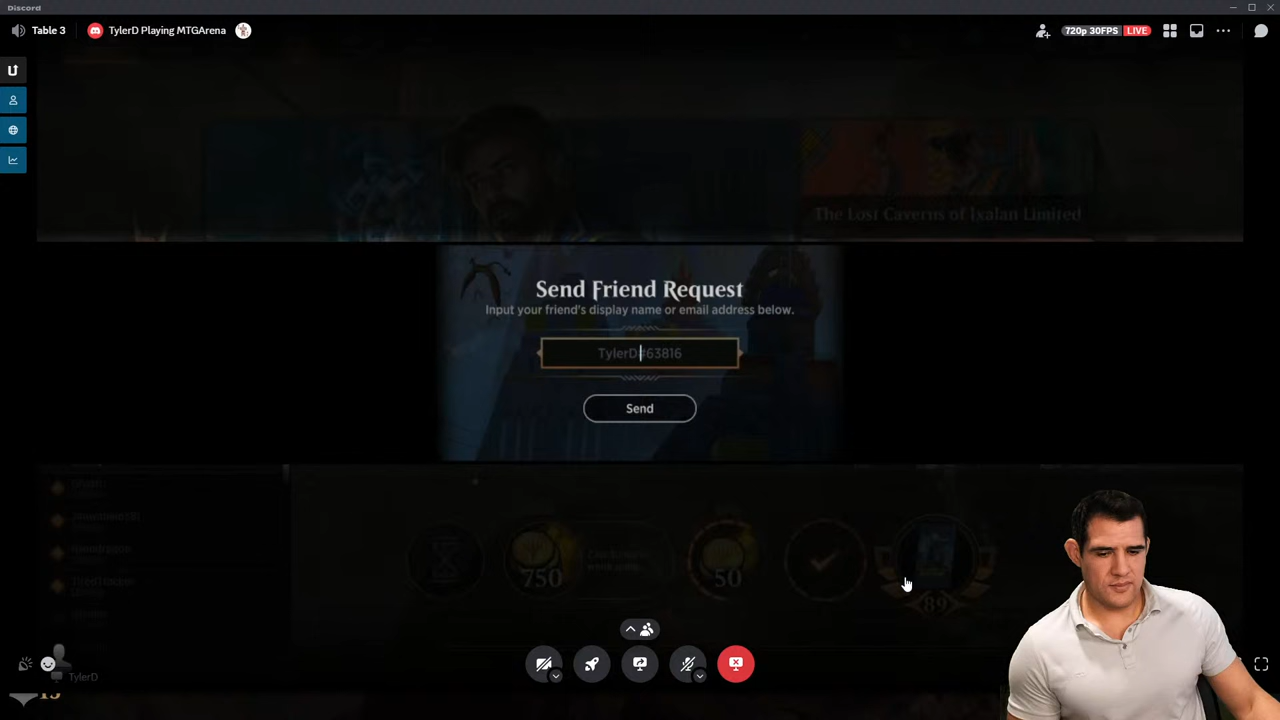 Discord
Table 3
TylerD Playing MTGArena
720p 30FPS
LIVE
The Lost Caverns of Ixalan Limited
Send Friend Request
Input your friend's display name or email address below.
TylerD#63816
Send
750
50
89
TylerD